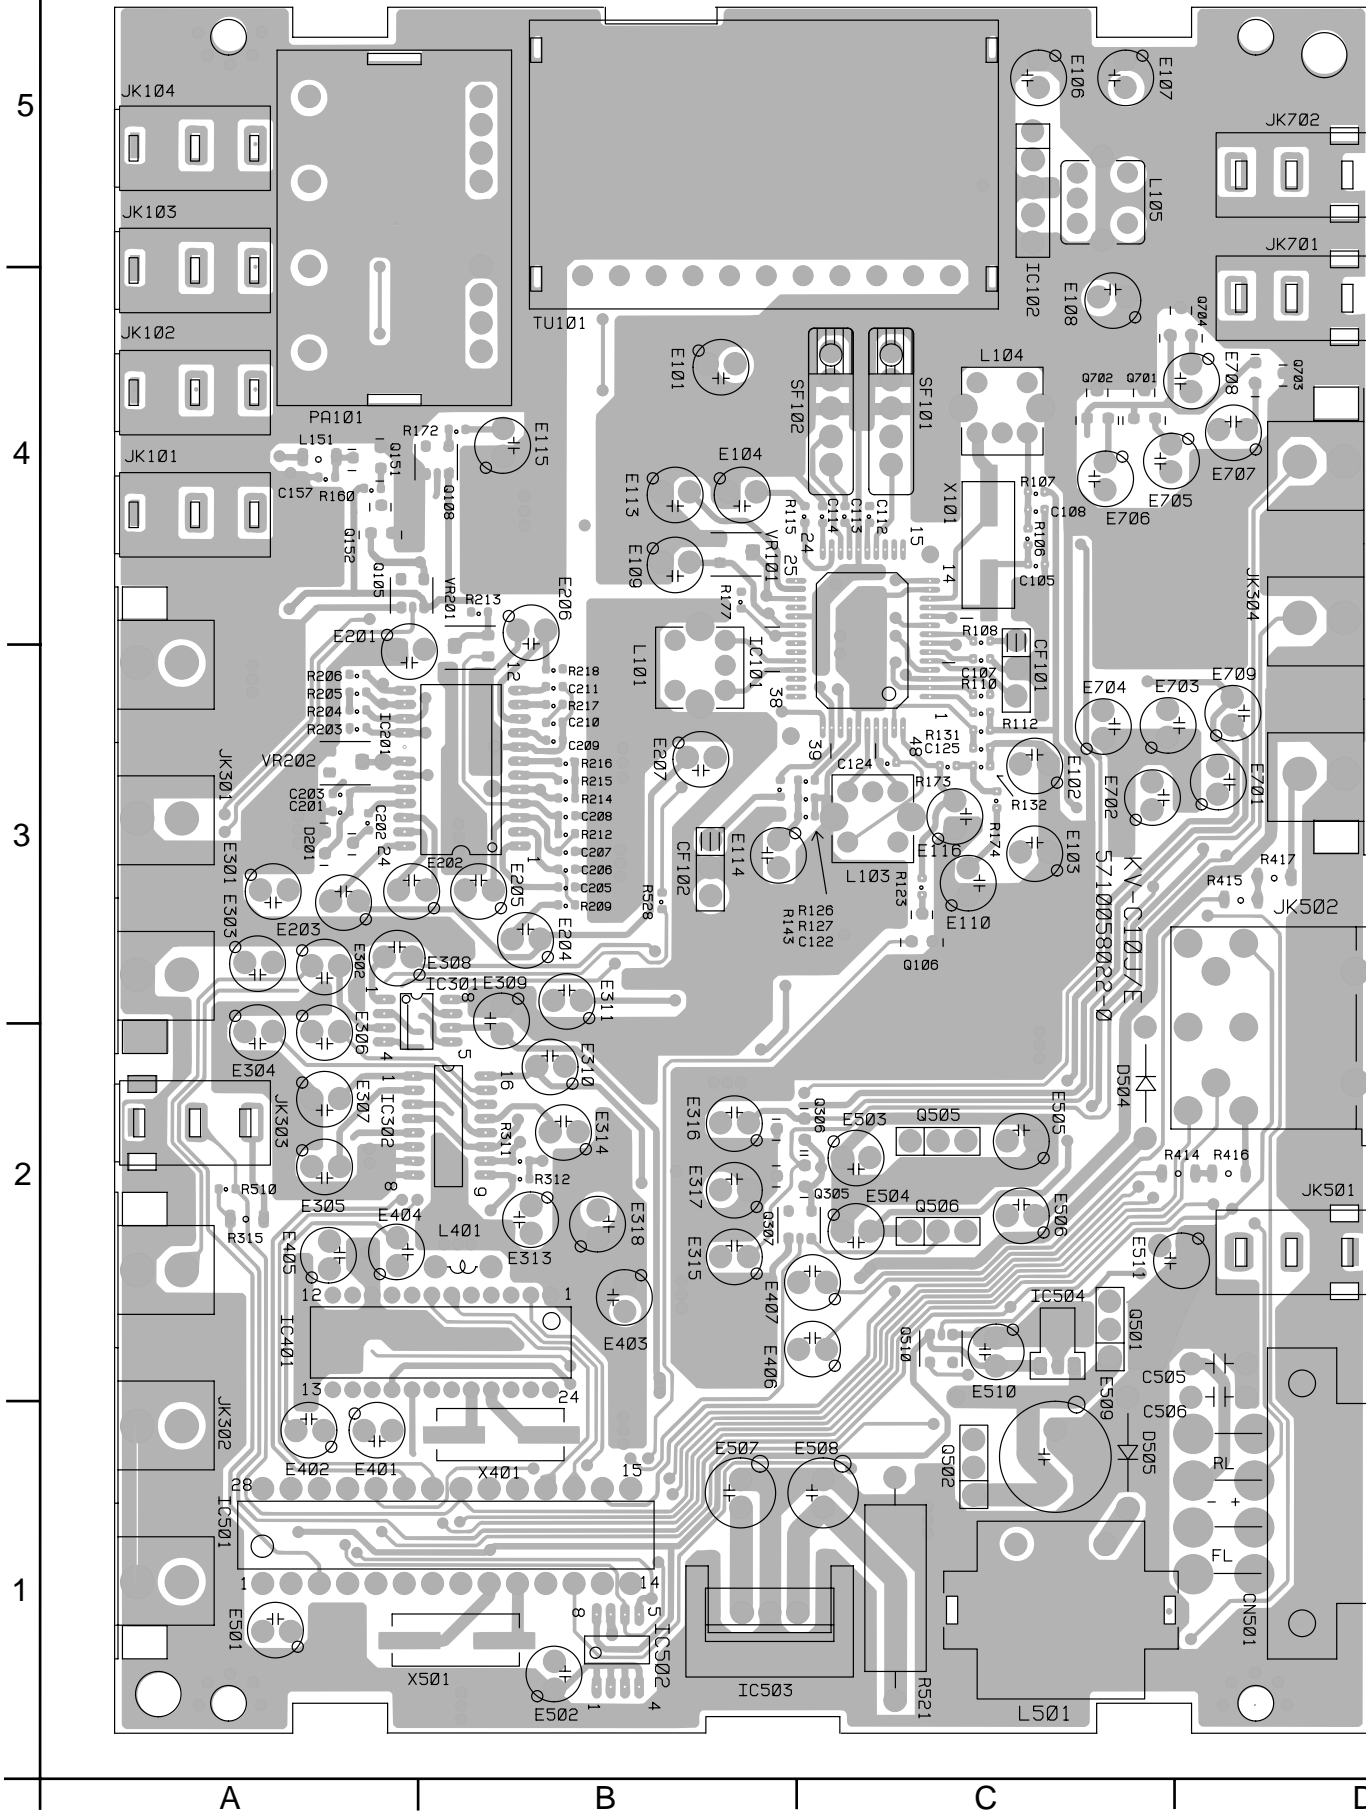 5
JK104
E106
E107
JK702
L105
JK103
JK701
IC102
E108
Q704
JK102
TU101
E101
SF102
SF101
L104
Q702
Q701
E708
Q703
PA101
4
L151
Q151
R172
E115
JK101
C157
R160
Q108
E113
E104
R115
C114
C113
C112
X101
R107
C108
E706
E705
E707
24
15
R106
Q152
Q105
VR201
R213
E206
E109
VR101
25
14
C105
R177
JK304
E201
12
L101
IC101
R108
CF101
R206
R205
R204
R203
IC201
R218
C211
R217
C210
C209
38
C107
R110
R112
E704
E703
E709
1
JK301
VR202
R216
R215
R214
C208
R212
C207
C206
C205
R209
E207
39
C124
48
R131
C125
R173
E102
R132
E702
E701
C203
C201
C202
D201
24
3
E301
E303
E202
E205
1
R528
CF102
E114
L103
E116
R174
E103
R123
E110
KV-C10J/E
5710058022-0
R417
R415
JK502
E203
E302
E308
E204
R126
R127
R143
C122
Q106
IC301
E309
E311
1
8
E304
E306
4
5
E310
1
16
JK303
E307
IC302
R311
E314
E316
Q306
E503
Q505
E505
D504
2
R312
R414
R416
R510
E305
8
9
E317
Q305
E504
Q506
E506
JK501
R315
E405
E404
L401
E313
E318
E315
Q307
E407
E511
12
1
IC401
E403
E406
Q510
IC504
Q501
13
24
E510
E509
C505
C506
JK302
E402
E401
X401
15
E507
E508
Q502
D505
RL
28
IC501
- +
FL
1
14
1
E501
8
5
IC502
CN501
X501
E502
1
4
IC503
R521
L501
A
B
C
D